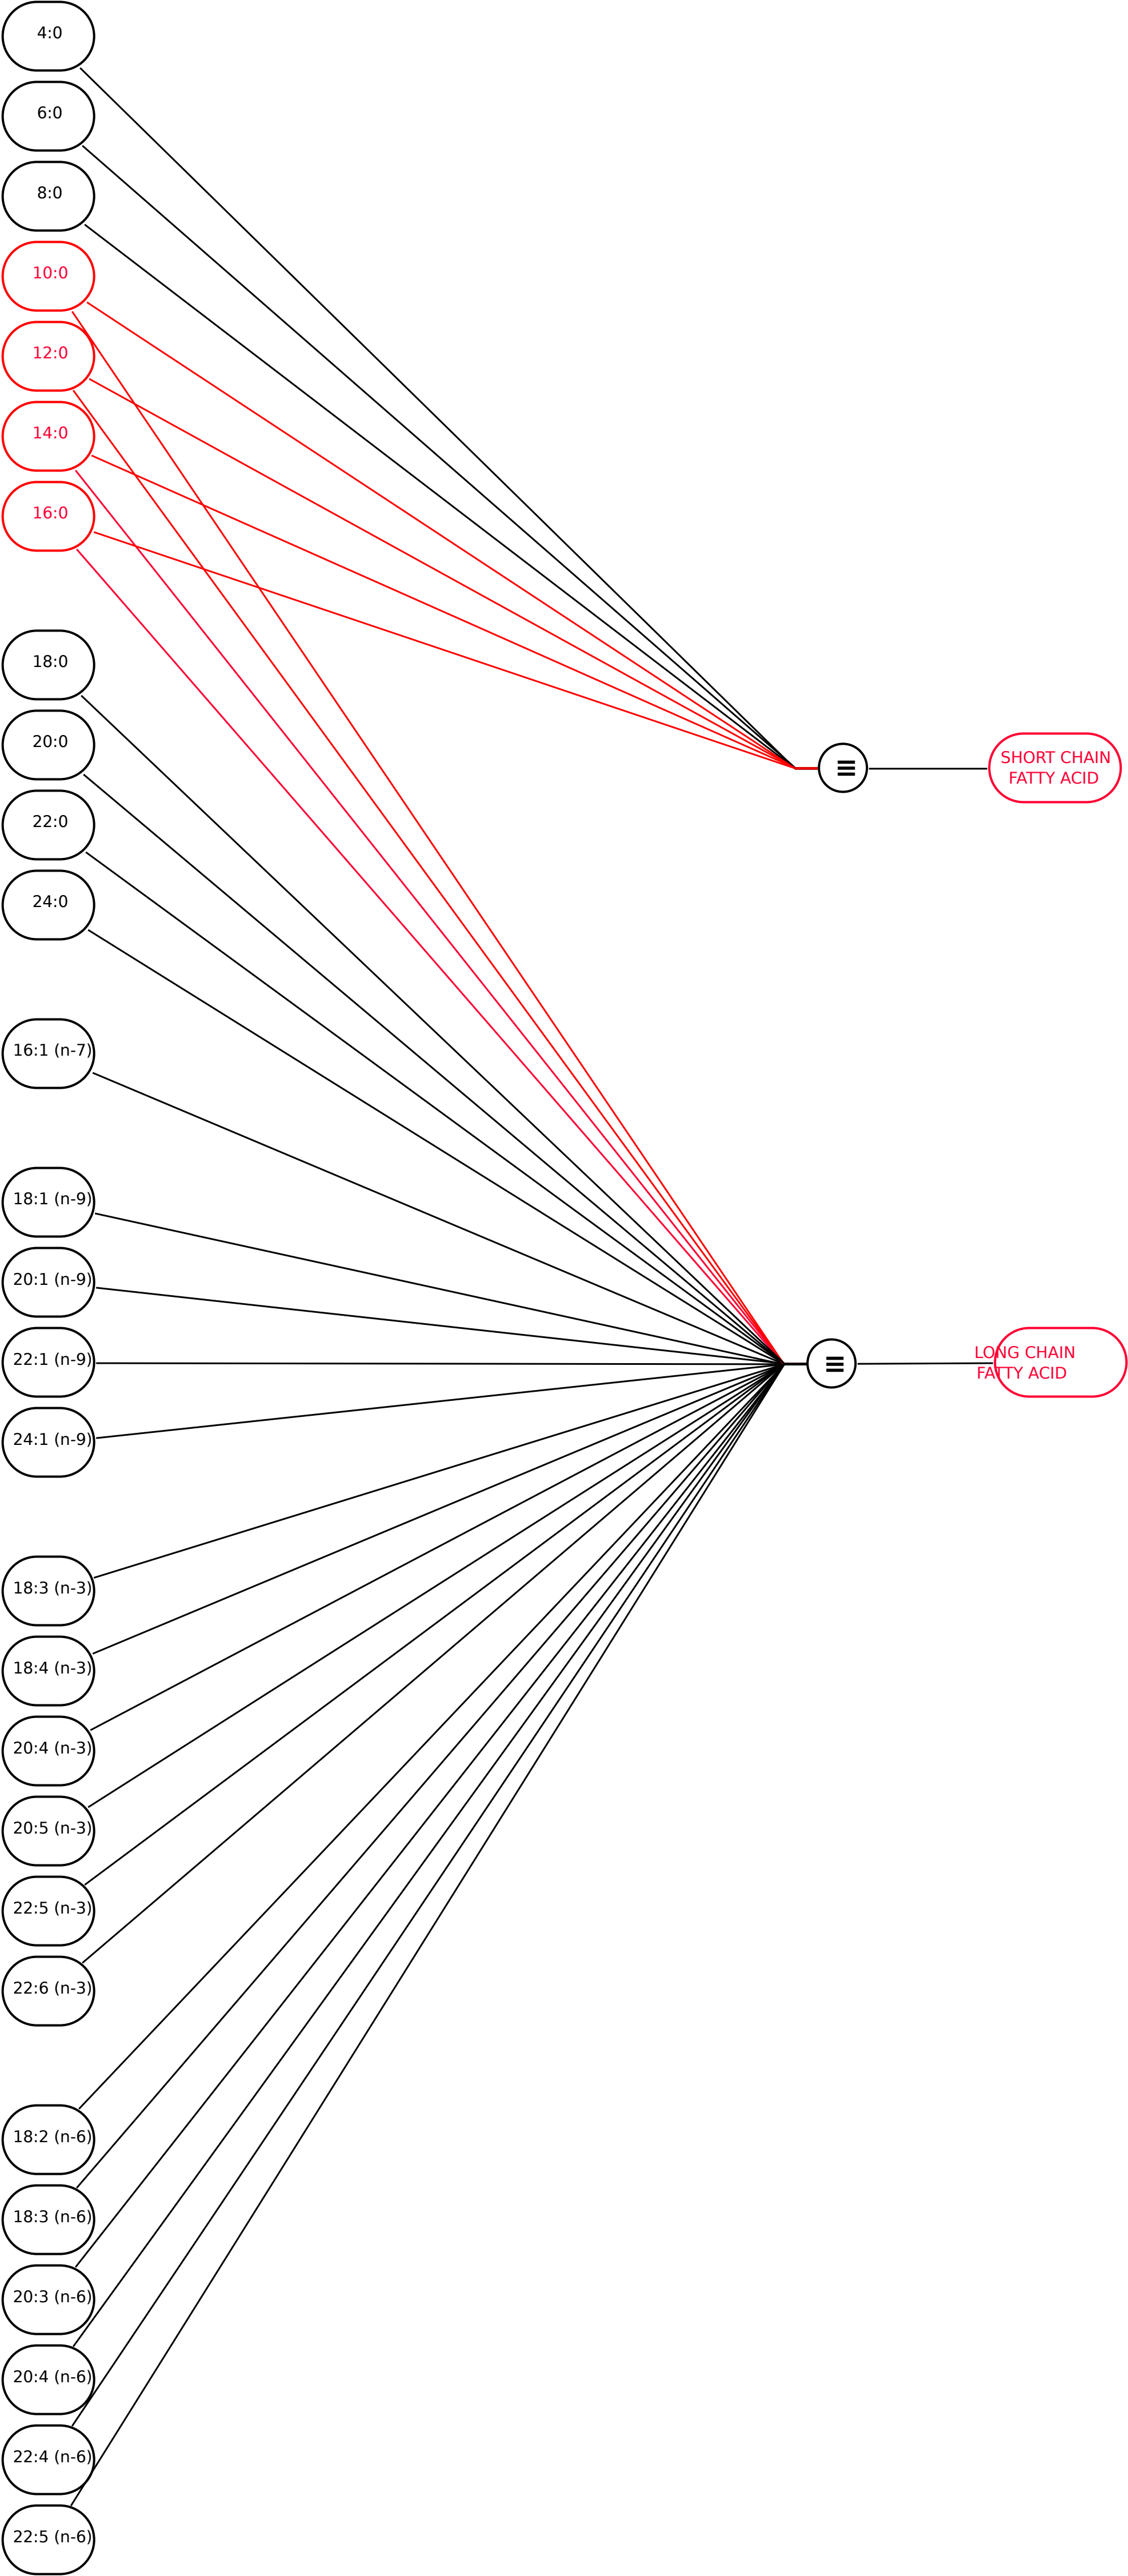 4:0
6:0
8:0
10:0
12:0
14:0
16:0
18:0
20:0
22:0
24:0
≡
SHORT CHAIN
FATTY ACID
16:1 (n-7)
18:1 (n-9)
20:1 (n-9)
22:1 (n-9)
24:1 (n-9)
≡
LONG CHAIN
FATTY ACID
18:3 (n-3)
18:4 (n-3)
20:4 (n-3)
20:5 (n-3)
22:5 (n-3)
22:6 (n-3)
18:2 (n-6)
18:3 (n-6)
20:3 (n-6)
20:4 (n-6)
22:4 (n-6)
22:5 (n-6)